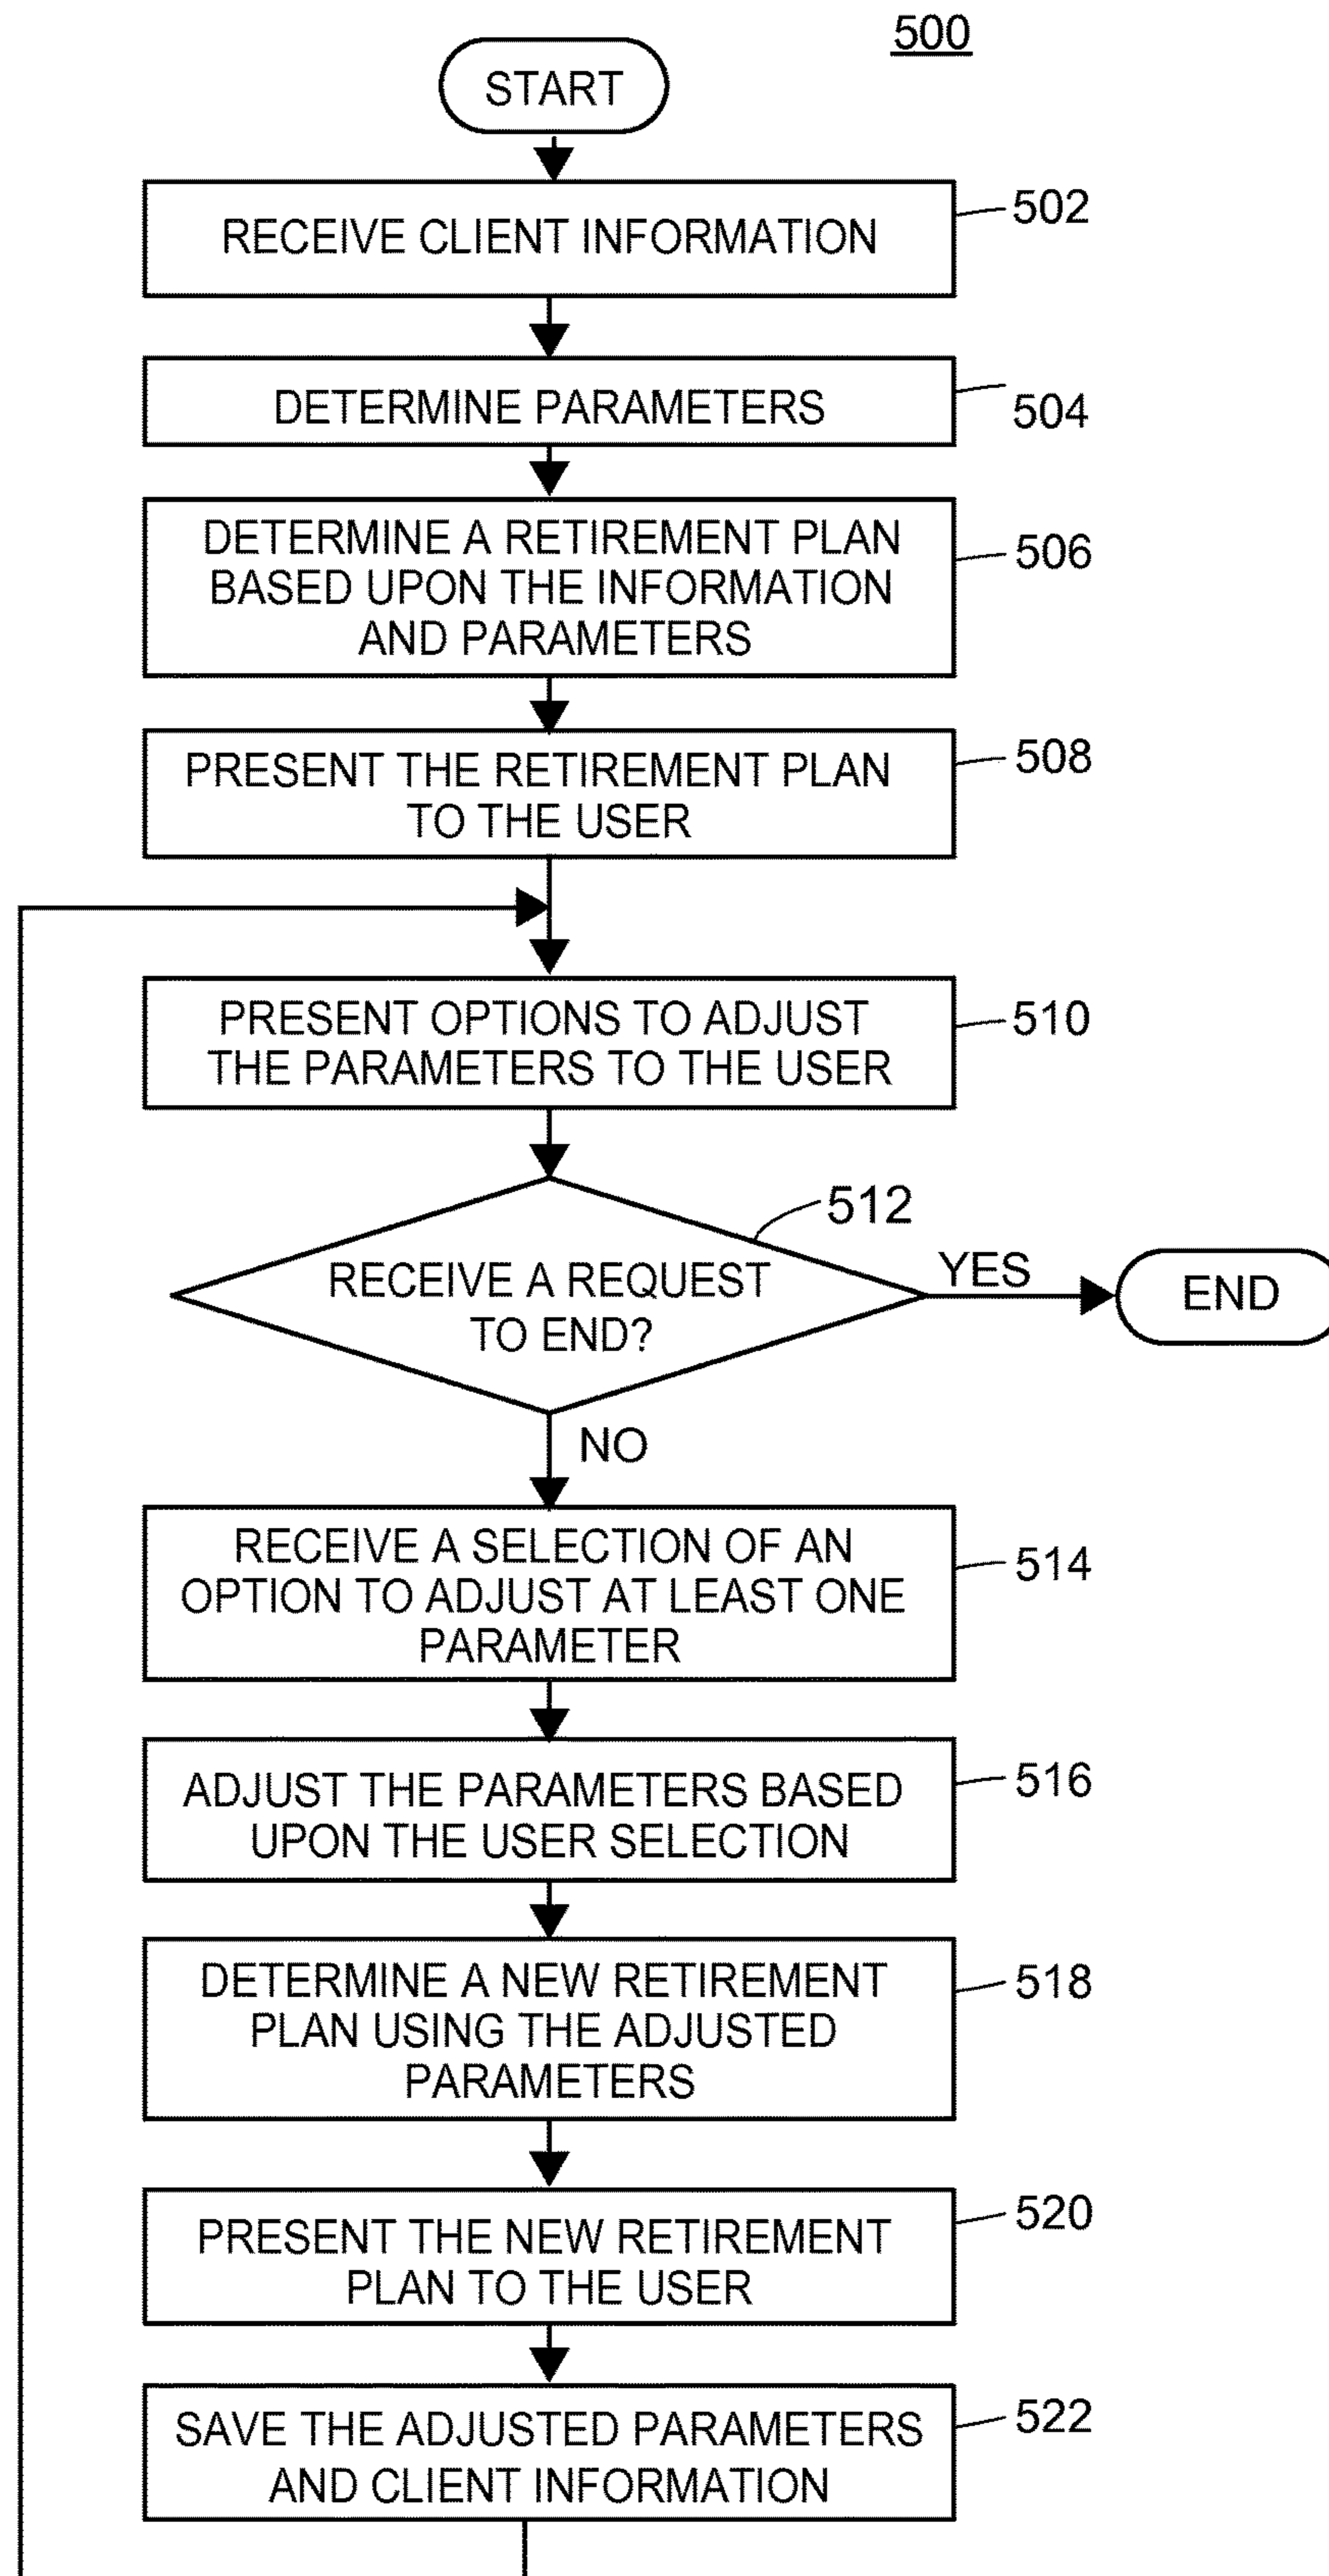 500
START
RECEIVE CLIENT INFORMATION
502
DETERMINE PARAMETERS
504
DETERMINE A RETIREMENT PLAN
BASED UPON THE INFORMATION
AND PARAMETERS
506
PRESENT THE RETIREMENT PLAN
TO THE USER
508
PRESENT OPTIONS TO ADJUST
THE PARAMETERS TO THE USER
510
512
RECEIVE A REQUEST
TO END?
YES
END
NO
RECEIVE A SELECTION OF AN
OPTION TO ADJUST AT LEAST ONE
PARAMETER
514
ADJUST THE PARAMETERS BASED
UPON THE USER SELECTION
516
DETERMINE A NEW RETIREMENT
PLAN USING THE ADJUSTED
PARAMETERS
518
PRESENT THE NEW RETIREMENT
PLAN TO THE USER
520
SAVE THE ADJUSTED PARAMETERS
AND CLIENT INFORMATION
522